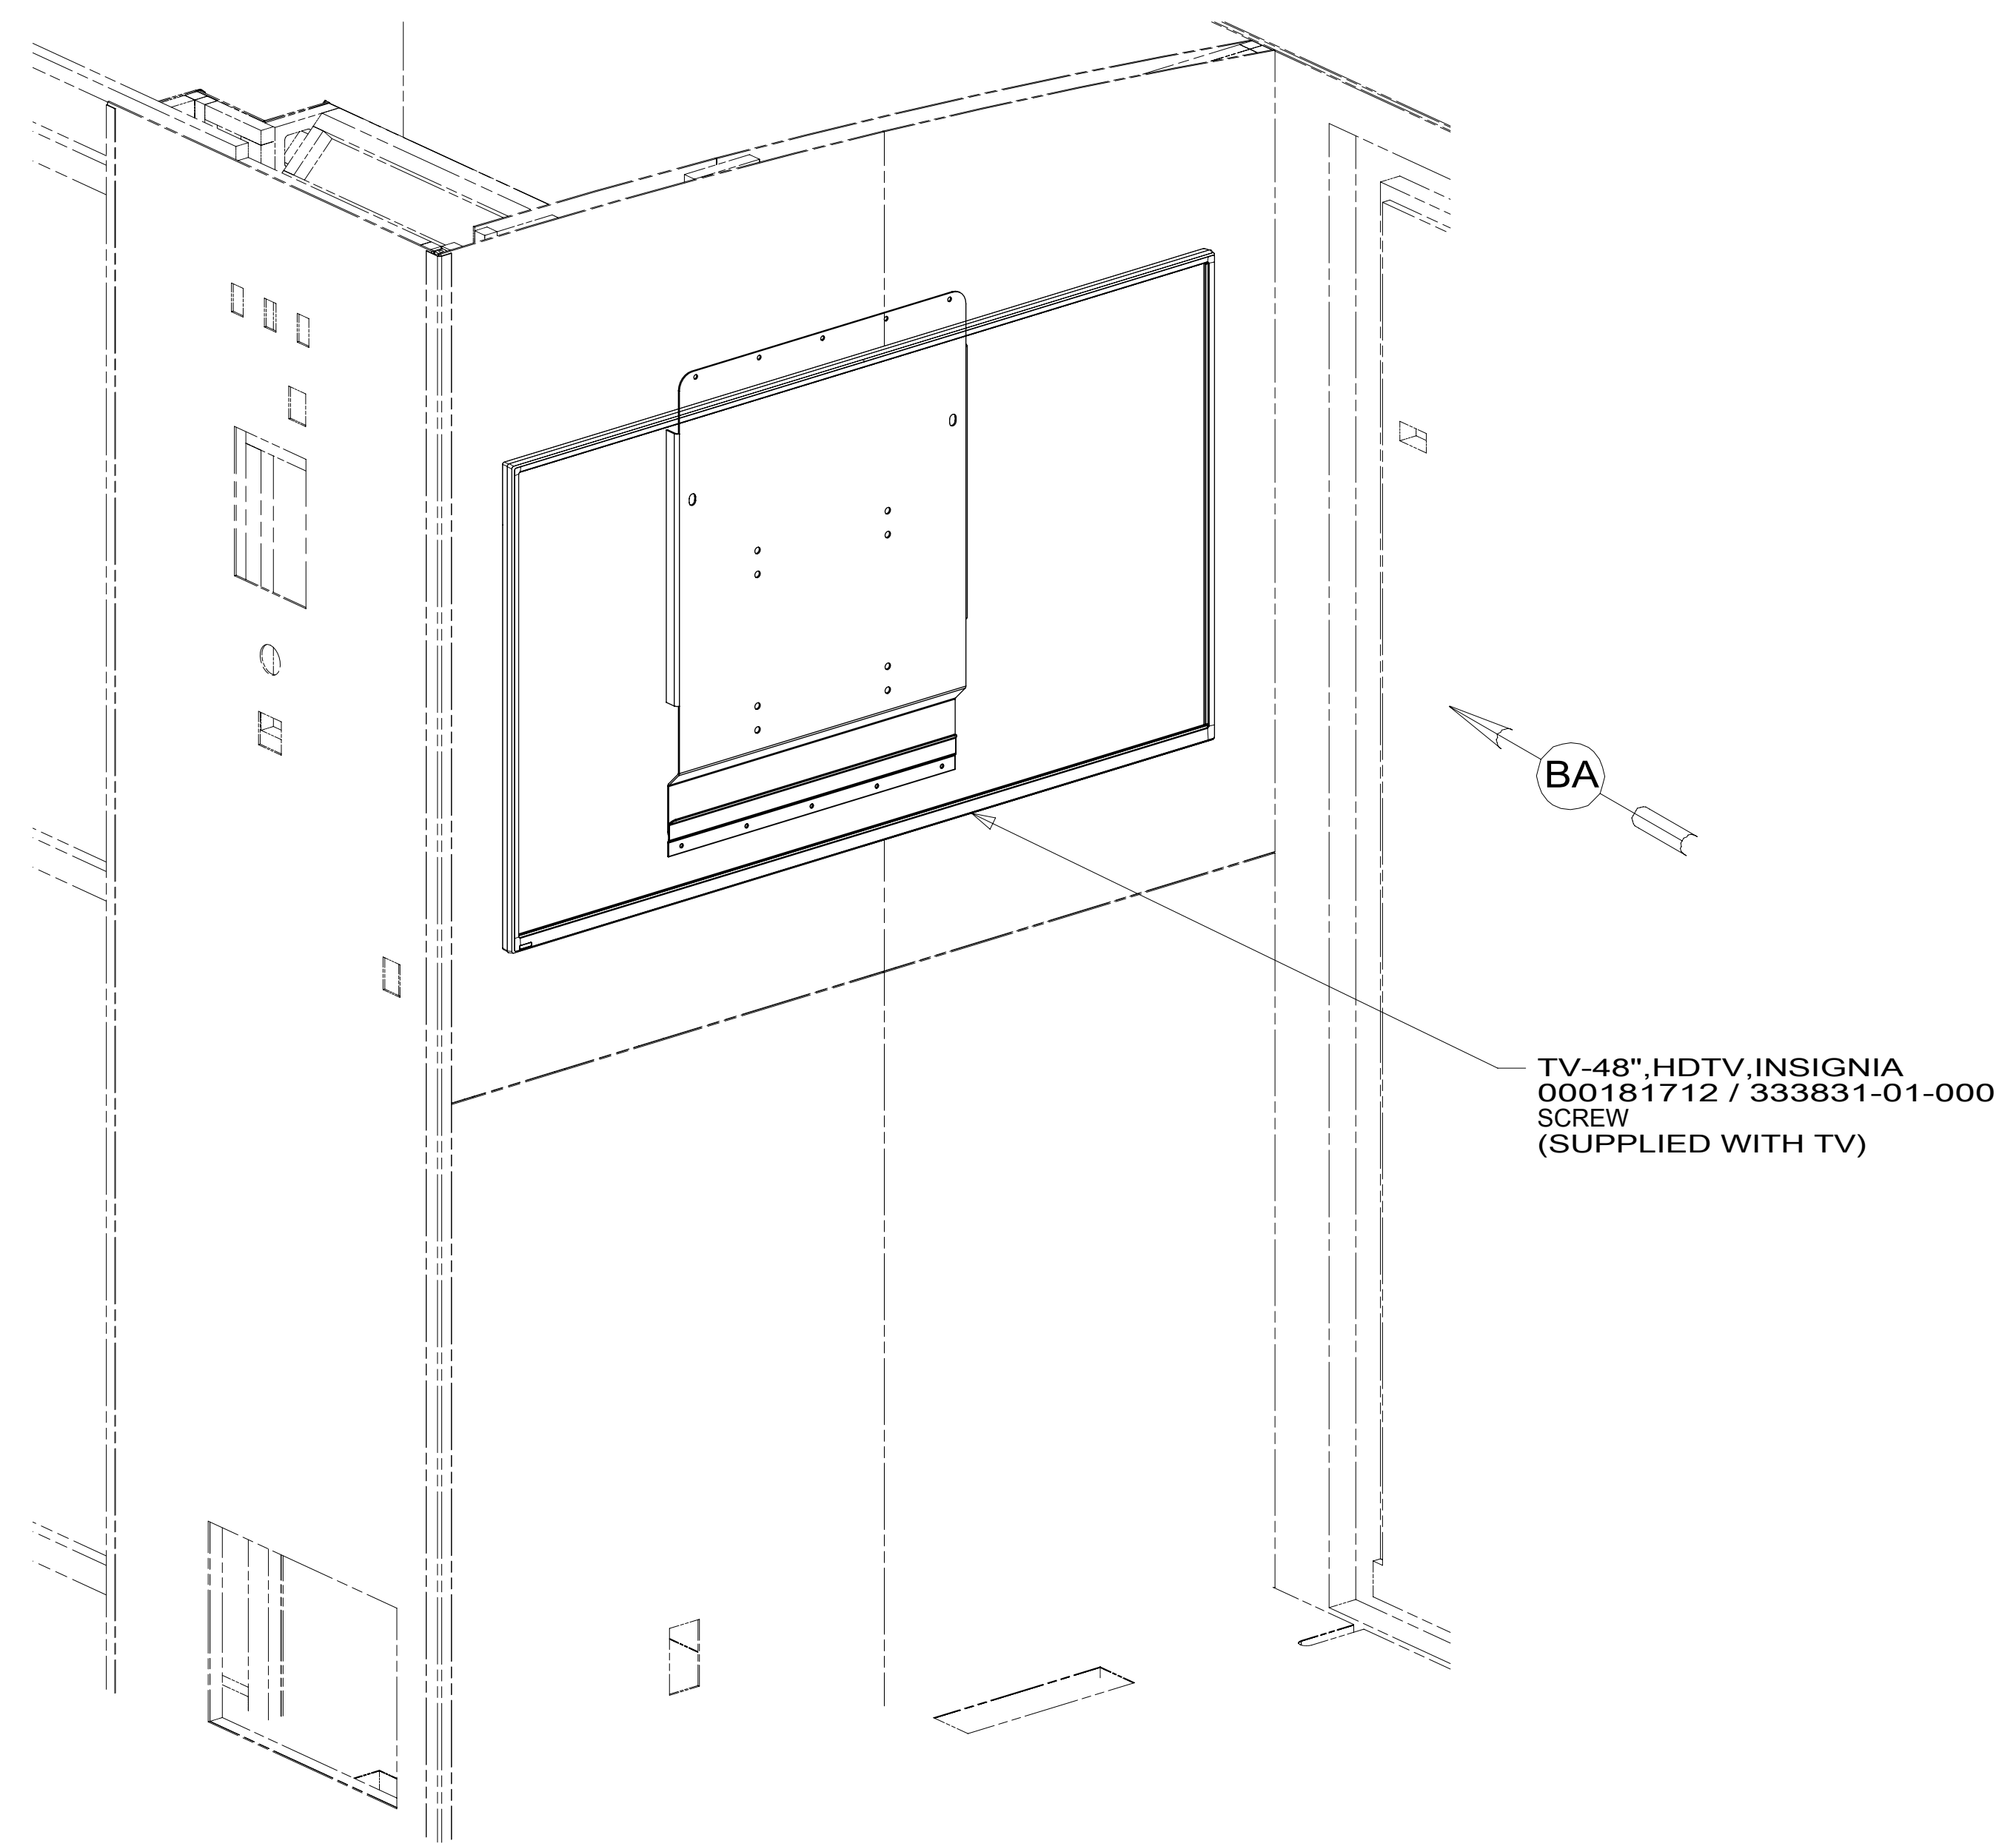 BA
TV-48",HDTV,INSIGNIA
000181712 / 333831-01-000
SCREW
(SUPPLIED WITH TV)